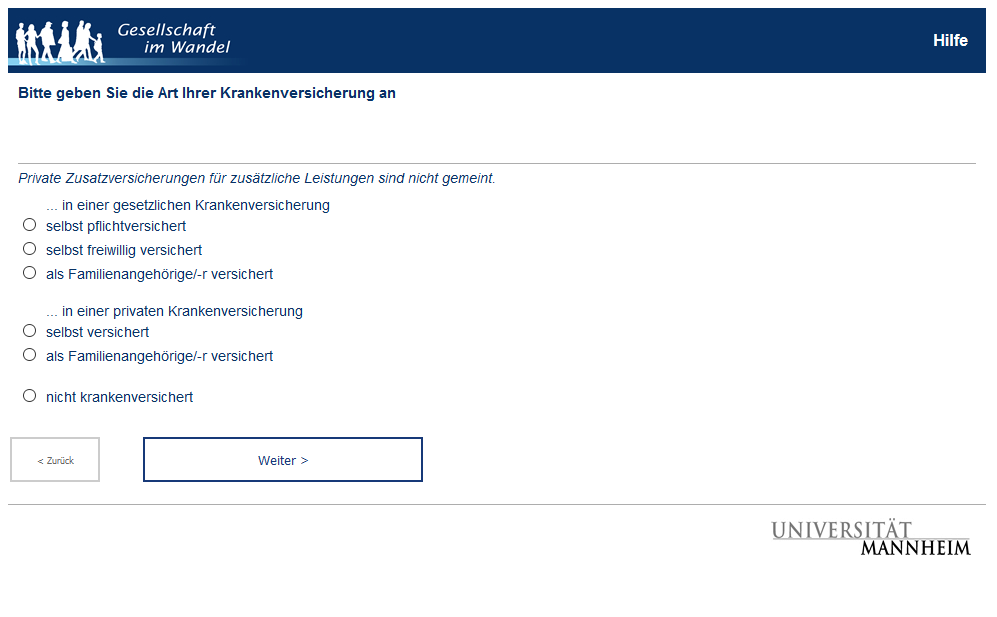 Gesellschaft
im Wandel
Hilfe
Bitte geben Sie die Art Ihrer Krankenversicherung an
Private Zusatzversicherungen für zusätzliche Leistungen sind nicht gemeint.
... in einer gesetzlichen Krankenversicherung
selbst pflichtversichert
selbst freiwillig versichert
als Familienangehörige/-r versichert
... in einer privaten Krankenversicherung
selbst versichert
als Familienangehörige/-r versichert
nicht krankenversichert
< Zurück
Weiter >
UNIVERSITÄT
MANNHEIM